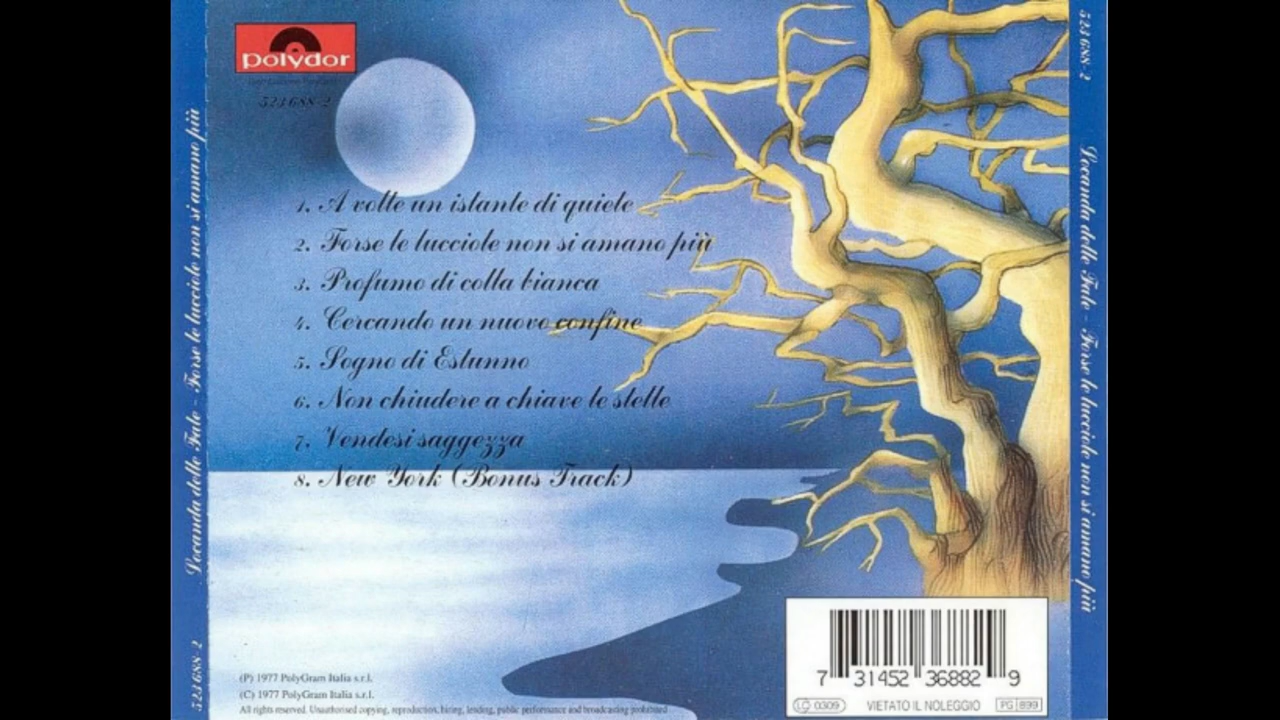 polydor
523 688-2
1. A volte un istante di quiete
2. Forse le lucciole non si amano più
3. Profumo di colla bianca
4. Cercando un nuovo confine
5. Sogno di Estunno
6. Non chiudere a chiave le stelle
7. Vendesi saggezza
8. New York (Bonus Track)
(P) 1977 PolyGram Italia s.r.l.
(C) 1977 PolyGram Italia s.r.l.
All rights reserved. Unauthorised copying, reproduction, hiring, lending, public performance and broadcasting prohibited
7 31452 36882 9
LC 0309 VIETATO IL NOLEGGIO PG 899
523 688-2 Locanda delle Fate - Forse le lucciole non si amano più
523 688-2 Locanda delle Fate - Forse le lucciole non si amano più